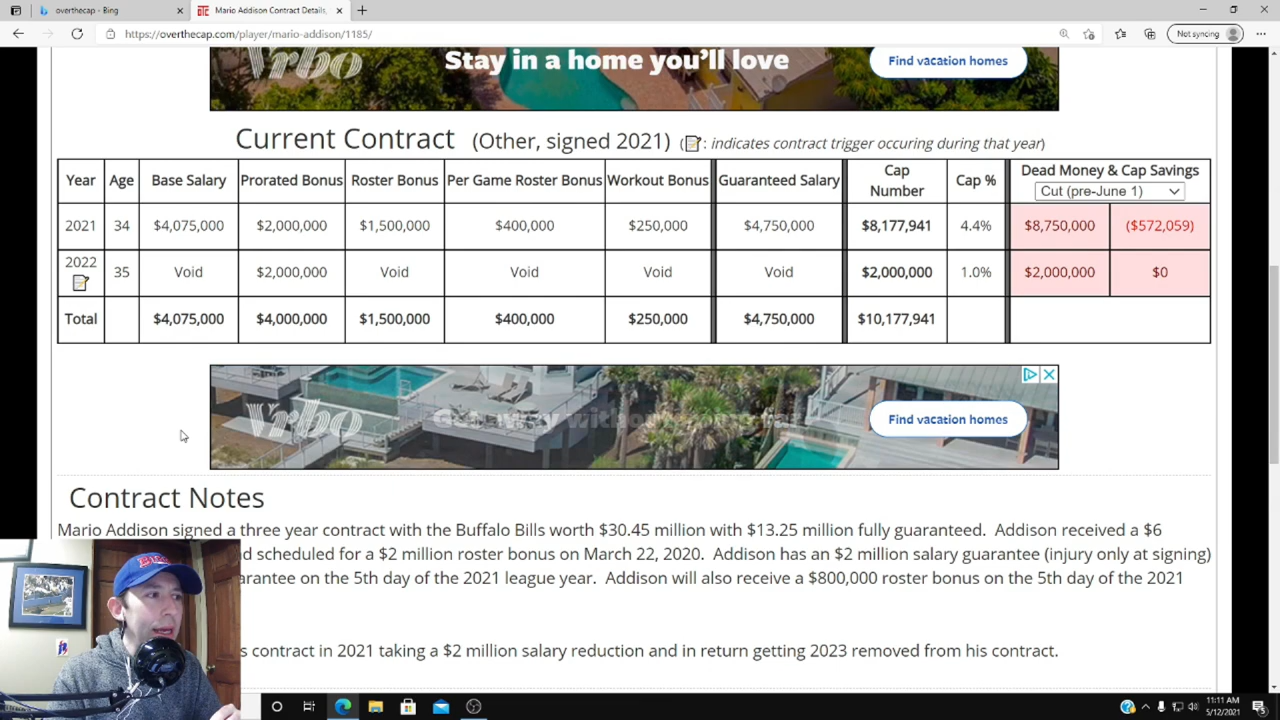 overthecap - Bing
Mario Addison Contract Details,
https://overthecap.com/player/mario-addison/1185/
Not syncing
Vrbo
Stay in a home you'll love
Find vacation homes
Current Contract (Other, signed 2021) ( : indicates contract trigger occuring during that year)
Year Age Base Salary Prorated Bonus Roster Bonus Per Game Roster Bonus Workout Bonus Guaranteed Salary Cap Number Cap % Dead Money & Cap Savings
Cut (pre-June 1)
2021 34 $4,075,000 $2,000,000 $1,500,000 $400,000 $250,000 $4,750,000 $8,177,941 4.4% $8,750,000 ($572,059)
2022 35 Void $2,000,000 Void Void Void Void $2,000,000 1.0% $2,000,000 $0
Total $4,075,000 $4,000,000 $1,500,000 $400,000 $250,000 $4,750,000 $10,177,941
Vrbo
Find vacation homes
Contract Notes
Mario Addison signed a three year contract with the Buffalo Bills worth $30.45 million with $13.25 million fully guaranteed. Addison received a $6
d scheduled for a $2 million roster bonus on March 22, 2020. Addison has an $2 million salary guarantee (injury only at signing)
arantee on the 5th day of the 2021 league year. Addison will also receive a $800,000 roster bonus on the 5th day of the 2021
s contract in 2021 taking a $2 million salary reduction and in return getting 2023 removed from his contract.
11:11 AM
5/12/2021